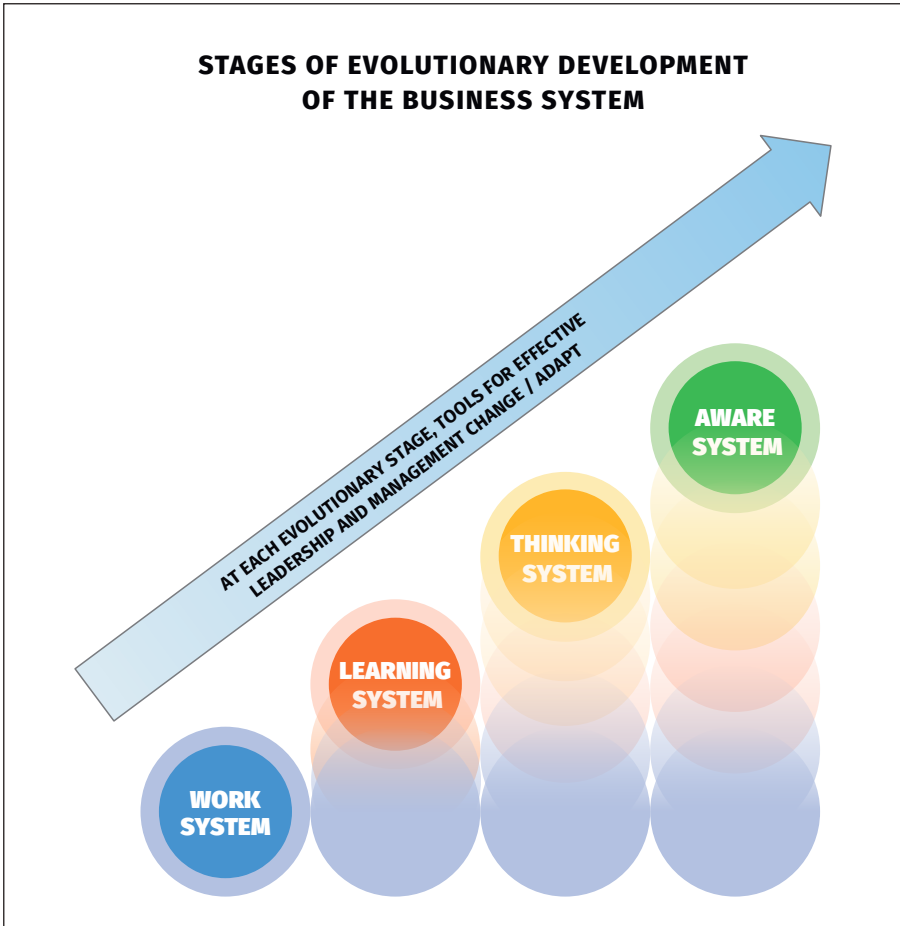 STAGES OF EVOLUTIONARY DEVELOPMENT
OF THE BUSINESS SYSTEM
AT EACH EVOLUTIONARY STAGE, TOOLS FOR EFFECTIVE
LEADERSHIP AND MANAGEMENT CHANGE / ADAPT
AWARE
SYSTEM
THINKING
SYSTEM
LEARNING
SYSTEM
WORK
SYSTEM